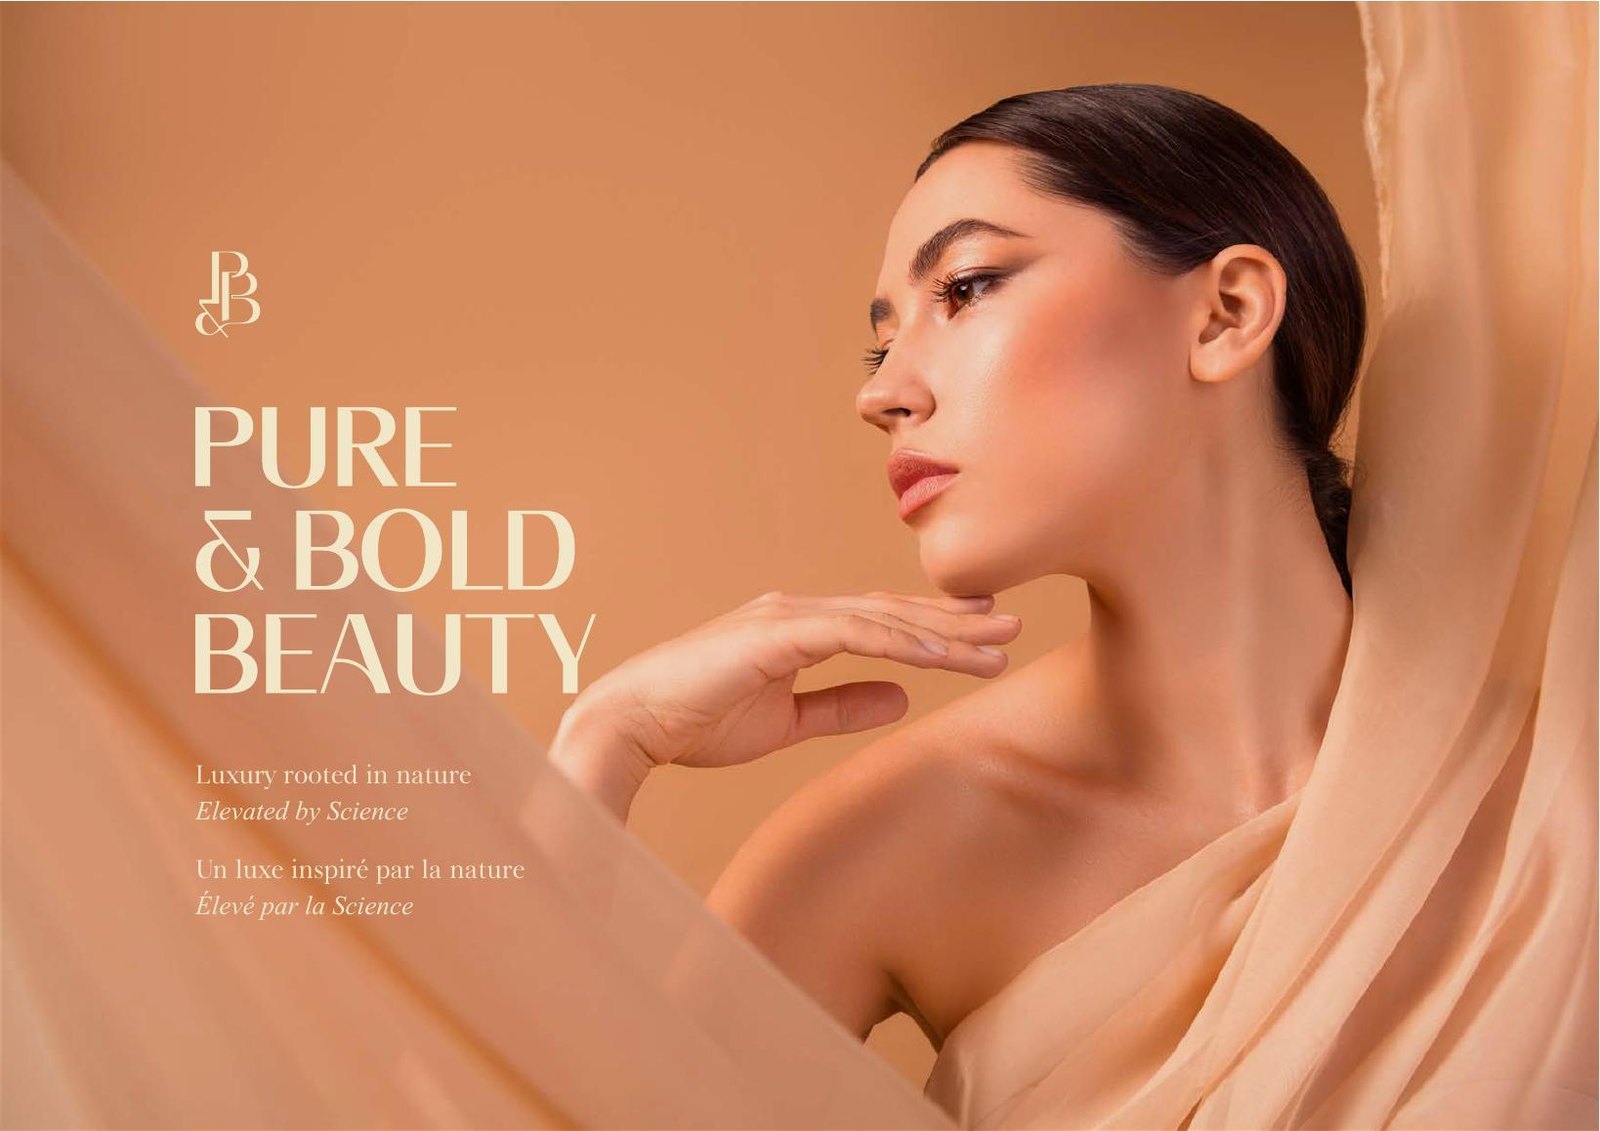 P&B
PURE
& BOLD
BEAUTY
Luxury rooted in nature
Elevated by Science
Un luxe inspiré par la nature
Élevé par la Science